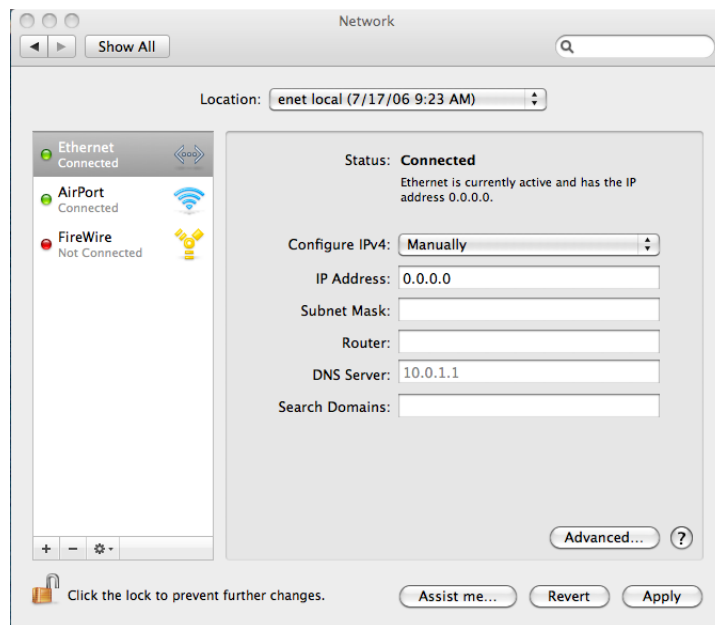 Network
Show All
Location: enet local (7/17/06 9:23 AM)
Ethernet
Connected
AirPort
Connected
FireWire
Not Connected
Status: Connected
Ethernet is currently active and has the IP
address 0.0.0.0.
Configure IPv4: Manually
IP Address: 0.0.0.0
Subnet Mask:
Router:
DNS Server: 10.0.1.1
Search Domains:
Advanced... ?
+ −
Click the lock to prevent further changes.
Assist me... Revert Apply